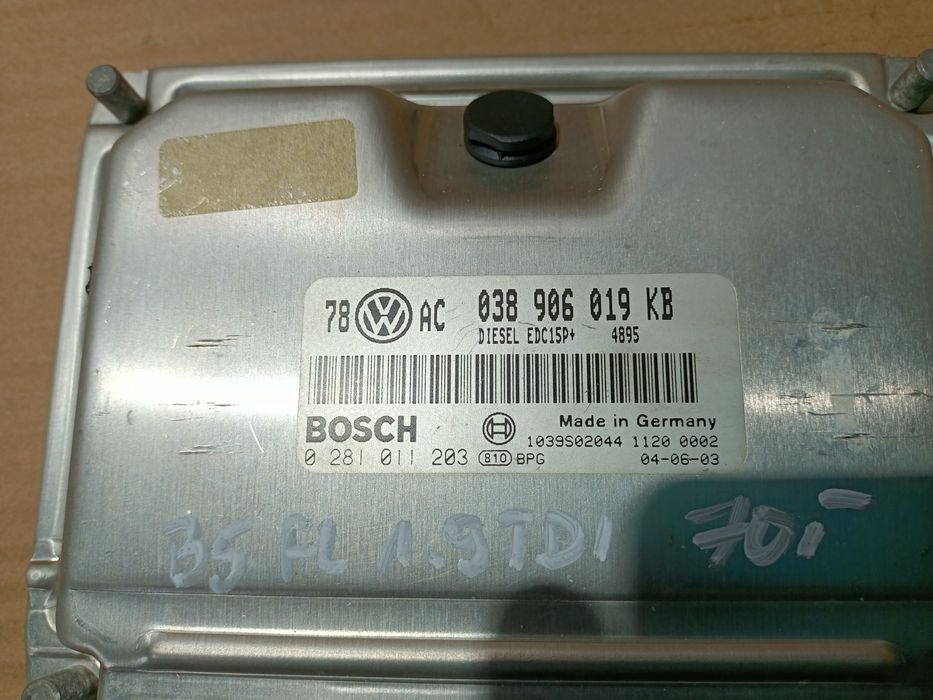 78 VW AC 038 906 019 KB
DIESEL EDC15P+ 4895
BOSCH Made in Germany
1039S02044 1120 0002
0 281 011 203 810 BPG 04-06-03
B5 FL 1.9TDI